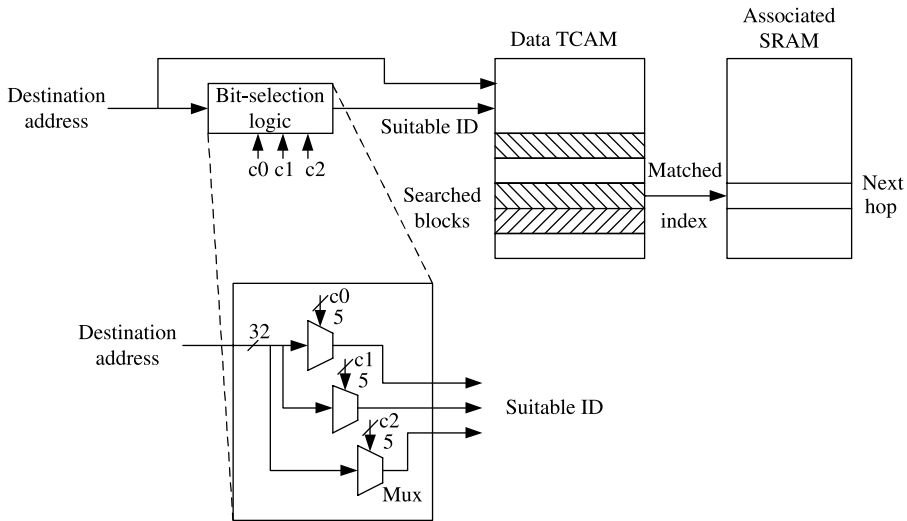 Data TCAM
Associated
SRAM
Destination
address
Bit-selection
logic
Suitable ID
c0 c1 c2
Searched
blocks
Matched
index
Next
hop
Destination
address
32
c0
5
c1
5
c2
5
Mux
Suitable ID